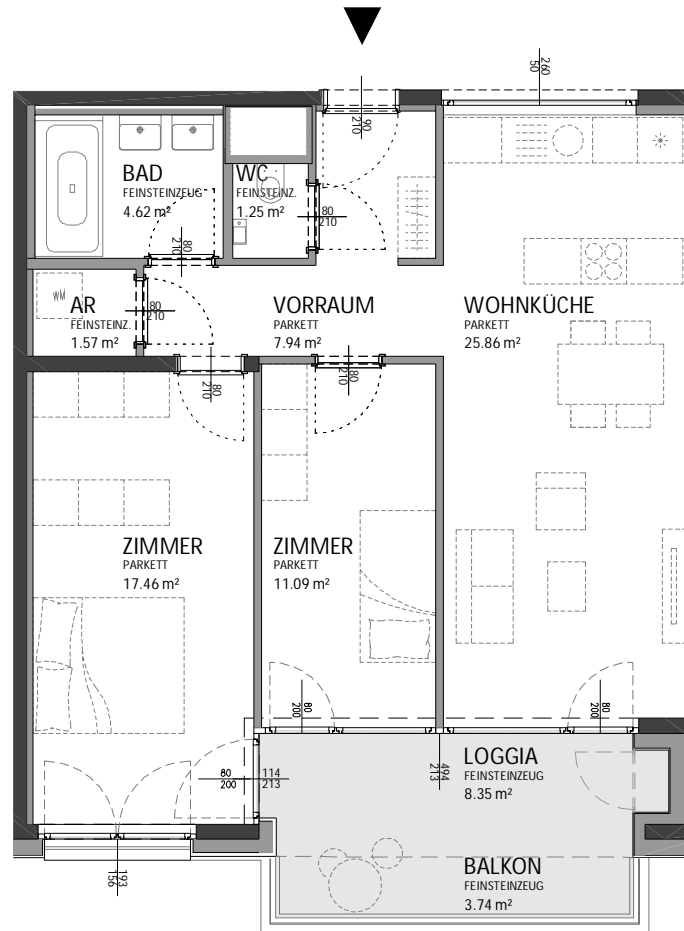 260
50
90
210
BAD
FEINSTEINZEUG
4.62 m²
WC
FEINSTEINZ.
1.25 m²
80
210
80
210
AR
FEINSTEINZ.
1.57 m²
80
210
VORRAUM
PARKETT
7.94 m²
WOHNKÜCHE
PARKETT
25.86 m²
80
210
80
210
ZIMMER
PARKETT
17.46 m²
ZIMMER
PARKETT
11.09 m²
80
200
80
200
80
200
114
213
494
213
LOGGIA
FEINSTEINZEUG
8.35 m²
BALKON
FEINSTEINZEUG
3.74 m²
193
156